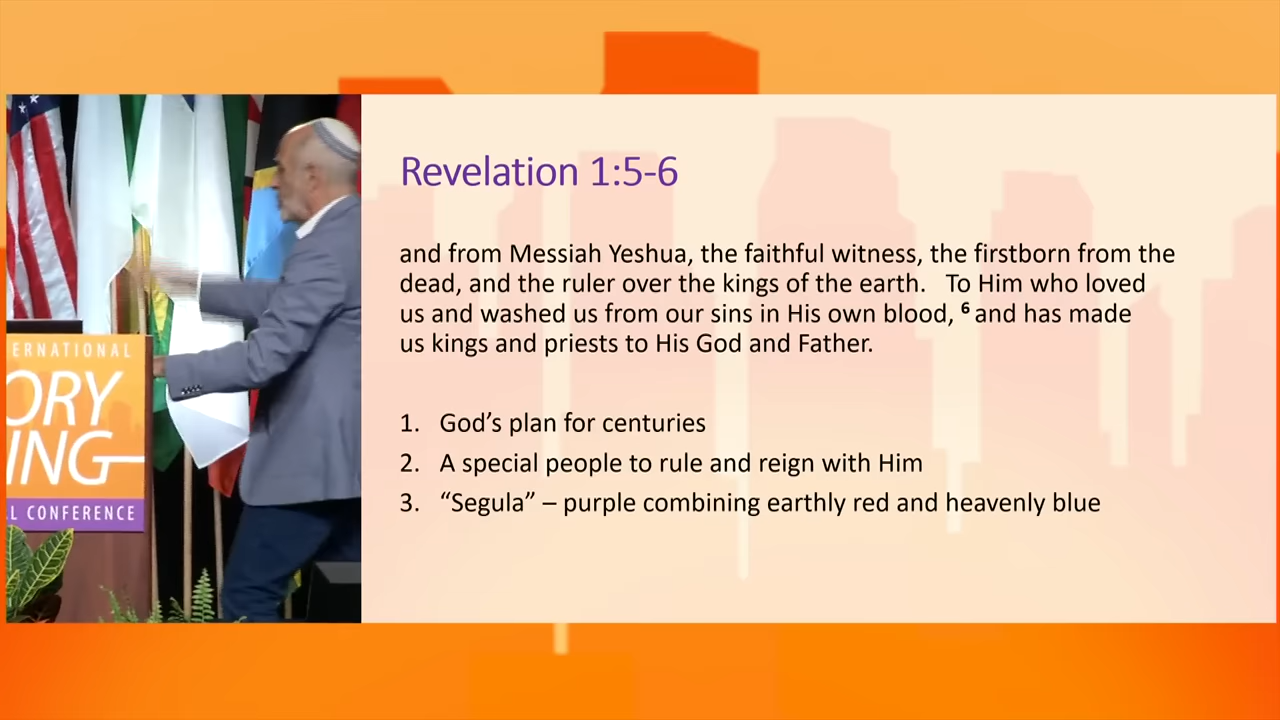 Revelation 1:5-6
and from Messiah Yeshua, the faithful witness, the firstborn from the
dead, and the ruler over the kings of the earth.   To Him who loved
us and washed us from our sins in His own blood, ⁶ and has made
us kings and priests to His God and Father.
1. God’s plan for centuries
2. A special people to rule and reign with Him
3. “Segula” – purple combining earthly red and heavenly blue
ERNATIONAL
ORY
ING
L CONFERENCE